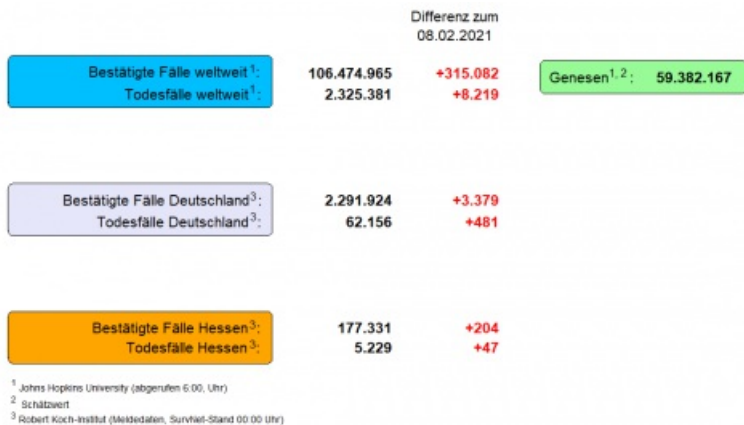 Differenz zum
08.02.2021
Bestätigte Fälle weltweit¹: 106.474.965 +315.082 Genesen¹,²: 59.382.167
Todesfälle weltweit¹: 2.325.381 +8.219
Bestätigte Fälle Deutschland³: 2.291.924 +3.379
Todesfälle Deutschland³: 62.156 +481
Bestätigte Fälle Hessen³: 177.331 +204
Todesfälle Hessen³: 5.229 +47
¹ Johns Hopkins University (abgerufen 6:00, Uhr)
² Schätzwert
³ Robert Koch-Institut (Meldedaten, SurvNet-Stand 00:00 Uhr)